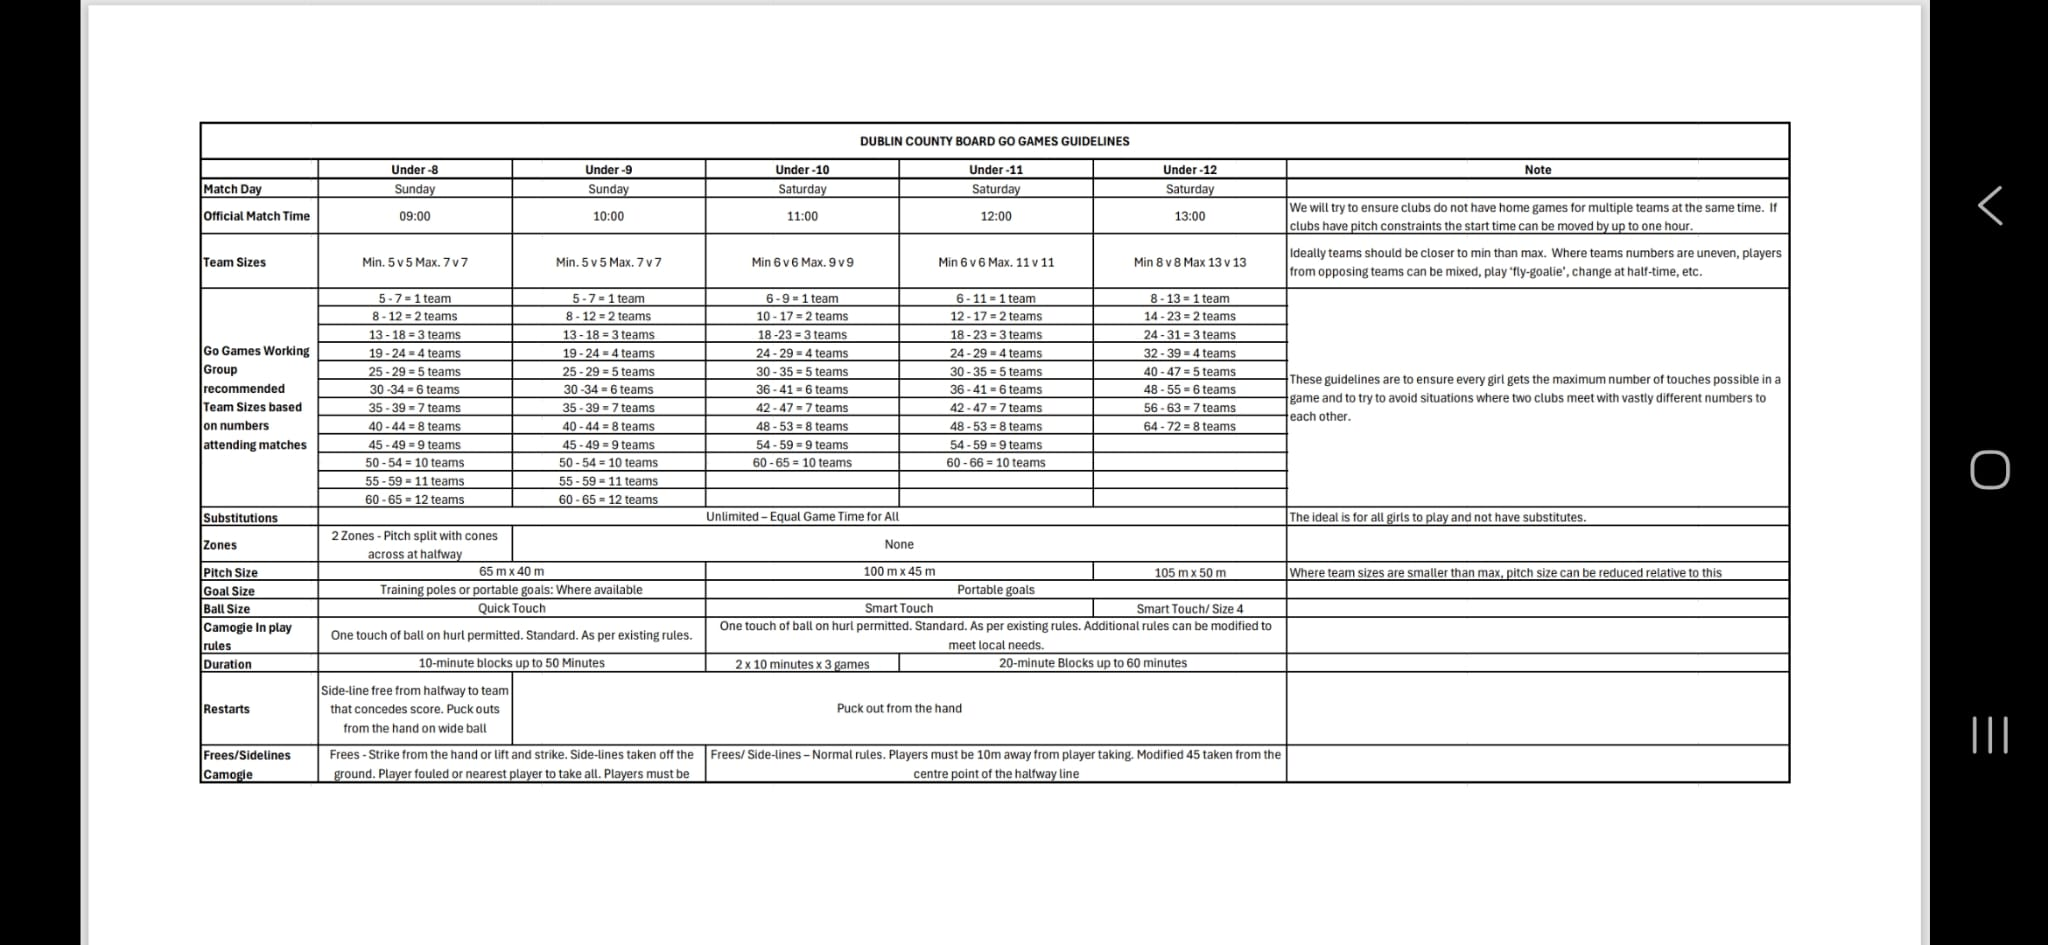 DUBLIN COUNTY BOARD GO GAMES GUIDELINES
Under -8 Under -9 Under -10 Under -11 Under -12 Note
Match Day Sunday Sunday Saturday Saturday Saturday
Official Match Time 09:00 10:00 11:00 12:00 13:00 We will try to ensure clubs do not have home games for multiple teams at the same time. If
clubs have pitch constraints the start time can be moved by up to one hour.
Team Sizes Min. 5 v 5 Max. 7 v 7 Min. 5 v 5 Max. 7 v 7 Min 6 v 6 Max. 9 v 9 Min 6 v 6 Max. 11 v 11 Min 8 v 8 Max 13 v 13 Ideally teams should be closer to min than max. Where teams numbers are uneven, players
from opposing teams can be mixed, play 'fly-goalie', change at half-time, etc.
Go Games Working
Group
recommended
Team Sizes based
on numbers
attending matches
5 - 7 = 1 team 5 - 7 = 1 team 6 - 9 = 1 team 6 - 11 = 1 team 8 - 13 = 1 team
8 - 12 = 2 teams 8 - 12 = 2 teams 10 - 17 = 2 teams 12 - 17 = 2 teams 14 - 23 = 2 teams
13 - 18 = 3 teams 13 - 18 = 3 teams 18 -23 = 3 teams 18 - 23 = 3 teams 24 - 31 = 3 teams
19 - 24 = 4 teams 19 - 24 = 4 teams 24 - 29 = 4 teams 24 - 29 = 4 teams 32 - 39 = 4 teams
25 - 29 = 5 teams 25 - 29 = 5 teams 30 - 35 = 5 teams 30 - 35 = 5 teams 40 - 47 = 5 teams
30 -34 = 6 teams 30 -34 = 6 teams 36 - 41 = 6 teams 36 - 41 = 6 teams 48 - 55 = 6 teams
35 - 39 = 7 teams 35 - 39 = 7 teams 42 - 47 = 7 teams 42 - 47 = 7 teams 56 - 63 = 7 teams
40 - 44 = 8 teams 40 - 44 = 8 teams 48 - 53 = 8 teams 48 - 53 = 8 teams 64 - 72 = 8 teams
45 - 49 = 9 teams 45 - 49 = 9 teams 54 - 59 = 9 teams 54 - 59 = 9 teams
50 - 54 = 10 teams 50 - 54 = 10 teams 60 - 65 = 10 teams 60 - 66 = 10 teams
55 - 59 = 11 teams 55 - 59 = 11 teams
60 - 65 = 12 teams 60 - 65 = 12 teams
These guidelines are to ensure every girl gets the maximum number of touches possible in a
game and to try to avoid situations where two clubs meet with vastly different numbers to
each other.
Substitutions Unlimited – Equal Game Time for All The ideal is for all girls to play and not have substitutes.
Zones 2 Zones - Pitch split with cones
across at halfway
None
Pitch Size 65 m x 40 m 100 m x 45 m 105 m x 50 m Where team sizes are smaller than max, pitch size can be reduced relative to this
Goal Size Training poles or portable goals: Where available Portable goals
Ball Size Quick Touch Smart Touch Smart Touch/ Size 4
Camogie In play
rules
One touch of ball on hurl permitted. Standard. As per existing rules.
One touch of ball on hurl permitted. Standard. As per existing rules. Additional rules can be modified to
meet local needs.
Duration 10-minute blocks up to 50 Minutes 2 x 10 minutes x 3 games 20-minute Blocks up to 60 minutes
Restarts
Side-line free from halfway to team
that concedes score. Puck outs
from the hand on wide ball
Puck out from the hand
Frees/Sidelines
Camogie
Frees - Strike from the hand or lift and strike. Side-lines taken off the
ground. Player fouled or nearest player to take all. Players must be
Frees/ Side-lines – Normal rules. Players must be 10m away from player taking. Modified 45 taken from the
centre point of the halfway line